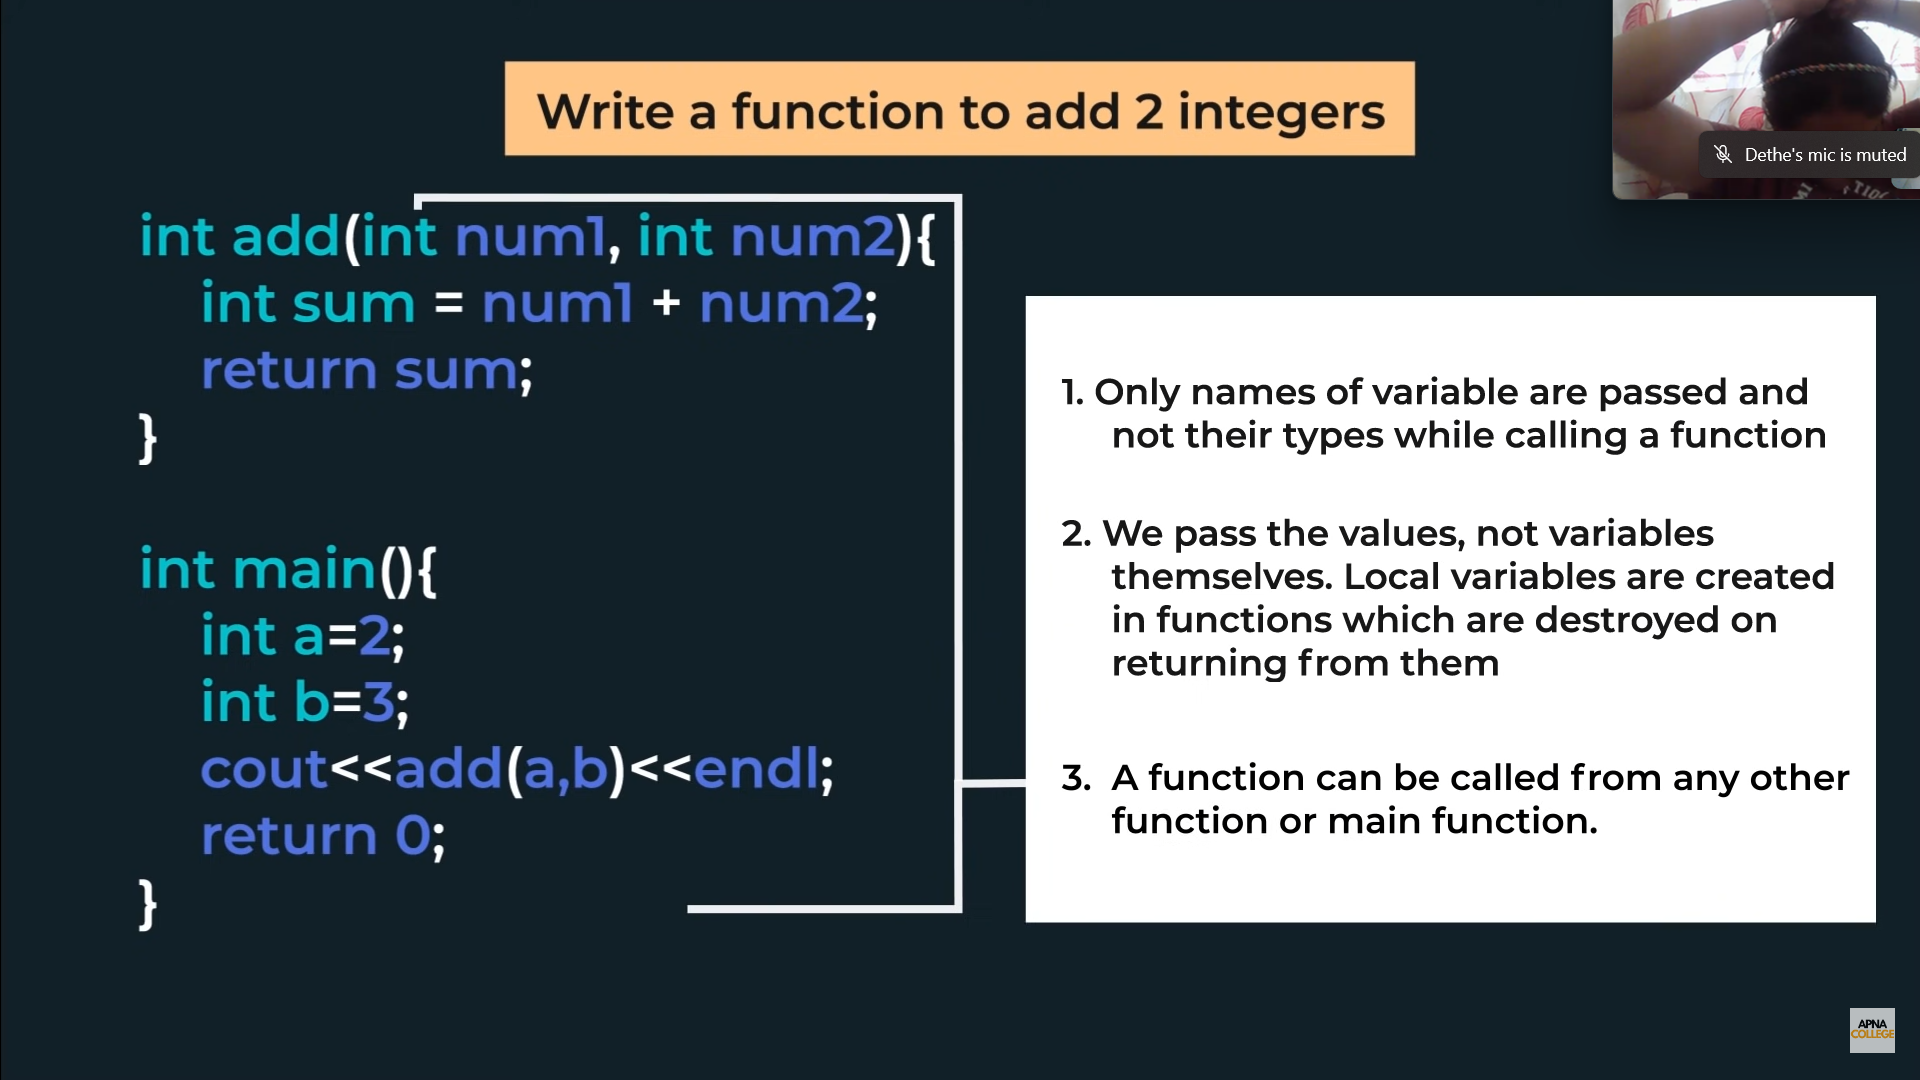 Write a function to add 2 integers
Dethe's mic is muted
int add(int num1, int num2){
int sum = num1 + num2;
return sum;
}
int main(){
int a=2;
int b=3;
cout<<add(a,b)<<endl;
return 0;
}
1. Only names of variable are passed and
not their types while calling a function
2. We pass the values, not variables
themselves. Local variables are created
in functions which are destroyed on
returning from them
3. A function can be called from any other
function or main function.
APNA
COLLEGE